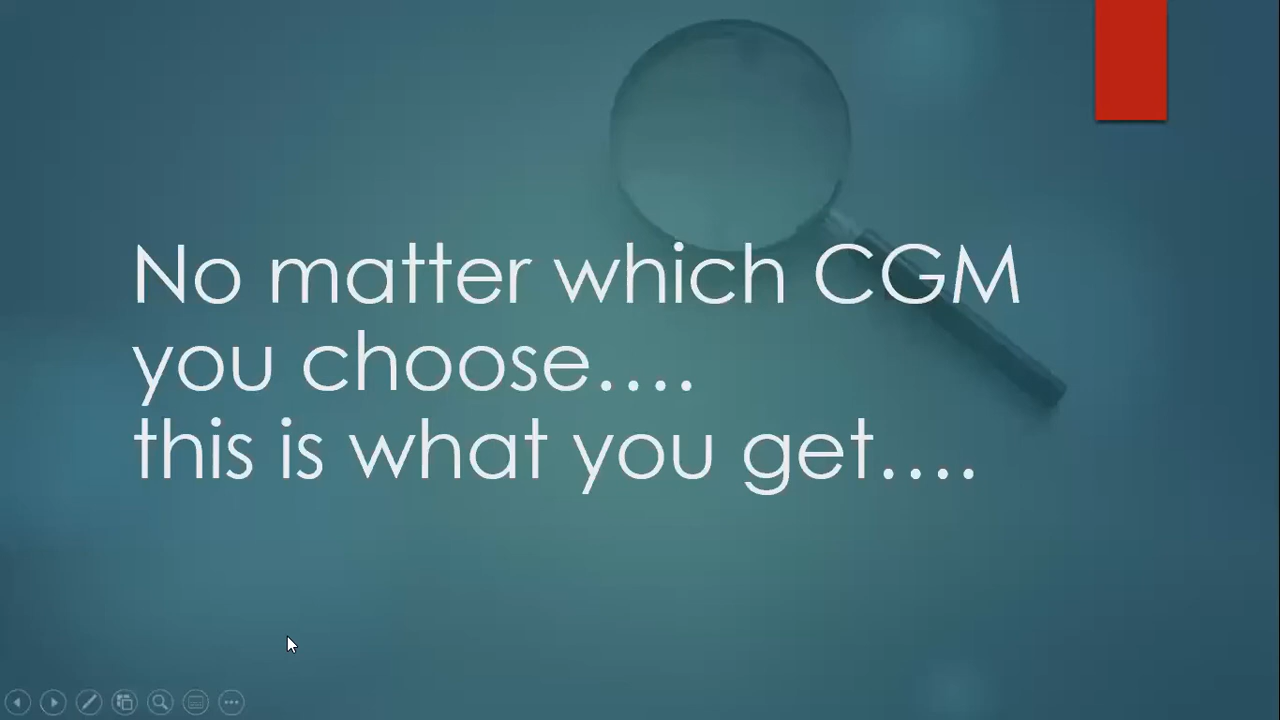 No matter which CGM
you choose....
this is what you get....